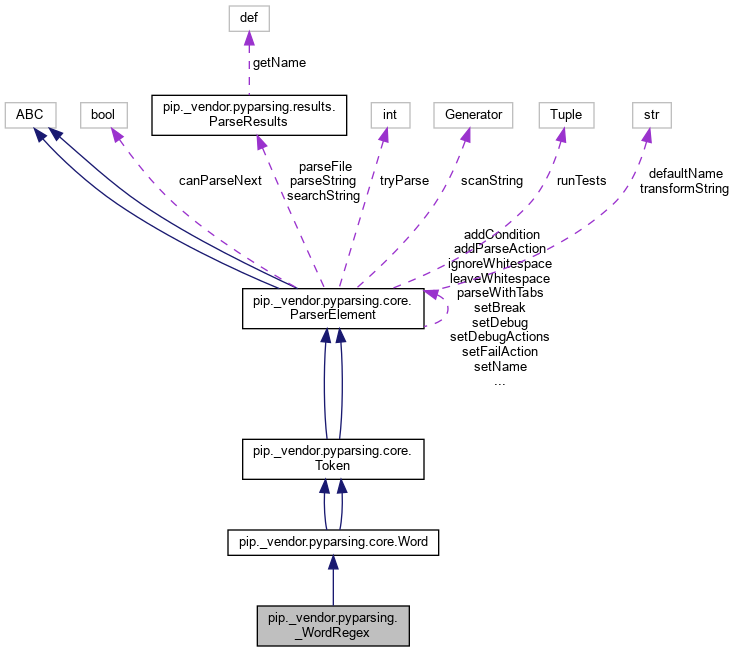 def
getName
pip._vendor.pyparsing.results.
ParseResults
ABC
bool
int
Generator
Tuple
str
canParseNext
parseFile
parseString
searchString
tryParse
scanString
runTests
defaultName
transformString
addCondition
addParseAction
ignoreWhitespace
leaveWhitespace
parseWithTabs
setBreak
setDebug
setDebugActions
setFailAction
setName
...
pip._vendor.pyparsing.core.
ParserElement
pip._vendor.pyparsing.core.
Token
pip._vendor.pyparsing.core.Word
pip._vendor.pyparsing.
_WordRegex